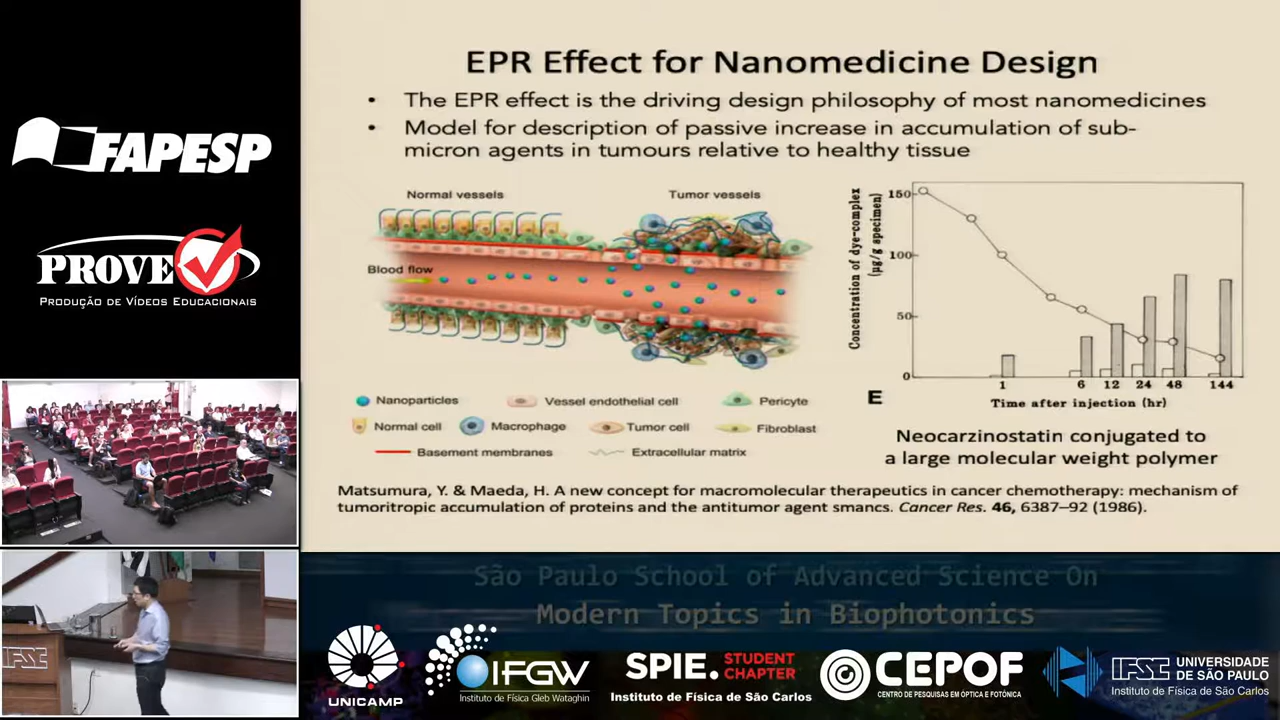 FAPESP
PROVE
PRODUÇÃO DE VÍDEOS EDUCACIONAIS
EPR Effect for Nanomedicine Design
• The EPR effect is the driving design philosophy of most nanomedicines
• Model for description of passive increase in accumulation of sub-
micron agents in tumours relative to healthy tissue
Normal vessels
Tumor vessels
Blood flow
Nanoparticles
Vessel endothelial cell
Pericyte
Normal cell
Macrophage
Tumor cell
Fibroblast
Basement membranes
Extracellular matrix
Concentration of dye-complex
(µg/g specimen)
150
100
50
0
1 6 12 24 48 144
E
Time after injection (hr)
Neocarzinostatin conjugated to
a large molecular weight polymer
Matsumura, Y. & Maeda, H. A new concept for macromolecular therapeutics in cancer chemotherapy: mechanism of
tumoritropic accumulation of proteins and the antitumor agent smancs. Cancer Res. 46, 6387–92 (1986).
IFSC
São Paulo School of Advanced Science On
Modern Topics in Biophotonics
UNICAMP
IFGW
Instituto de Física Gleb Wataghin
SPIE. STUDENT
CHAPTER
Instituto de Física de São Carlos
CEPOF
CENTRO DE PESQUISAS EM ÓPTICA E FOTÔNICA
IFSC UNIVERSIDADE
DE SÃO PAULO
Instituto de Física de São Carlos